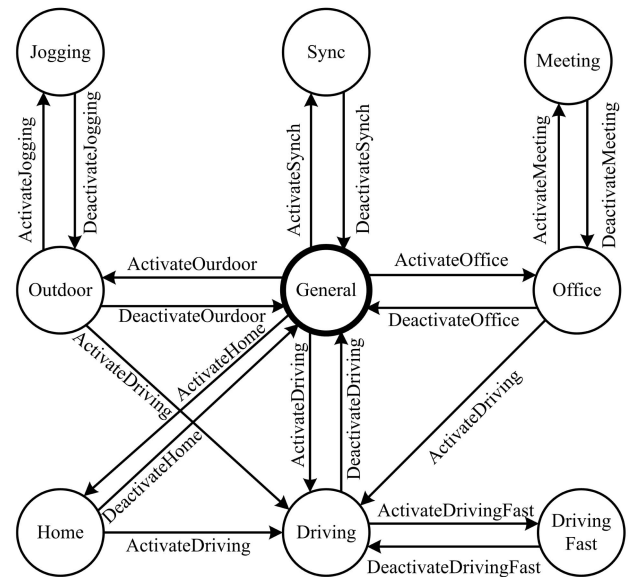 Jogging
Sync
Meeting
ActivateJogging
DeactivateJogging
ActivateSynch
DeactivateSynch
ActivateMeeting
DeactivateMeeting
ActivateOurdoor
ActivateOffice
Outdoor
General
Office
DeactivateOurdoor
DeactivateOffice
ActivateDriving
ActivateHome
DeactivateHome
ActivateDriving
DeactivateDriving
ActivateDriving
Home
ActivateDriving
Driving
ActivateDrivingFast
DeactivateDrivingFast
Driving
Fast